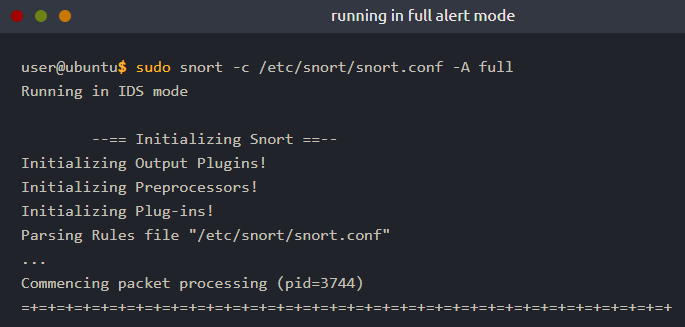 running in full alert mode
user@ubuntu$ sudo snort -c /etc/snort/snort.conf -A full
Running in IDS mode
--== Initializing Snort ==--
Initializing Output Plugins!
Initializing Preprocessors!
Initializing Plug-ins!
Parsing Rules file "/etc/snort/snort.conf"
...
Commencing packet processing (pid=3744)
=+=+=+=+=+=+=+=+=+=+=+=+=+=+=+=+=+=+=+=+=+=+=+=+=+=+=+=+=+=+=+=+=+=+=+=+=+